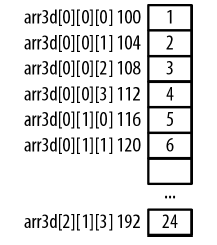 arr3d[0][0][0] 100 1
arr3d[0][0][1] 104 2
arr3d[0][0][2] 108 3
arr3d[0][0][3] 112 4
arr3d[0][1][0] 116 5
arr3d[0][1][1] 120 6
...
arr3d[2][1][3] 192 24